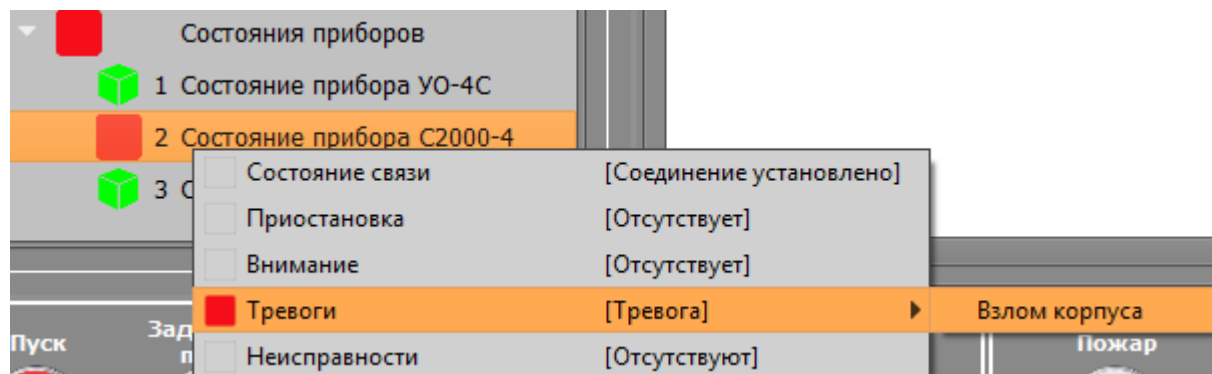 Состояния приборов
1 Состояние прибора УО-4С
2 Состояние прибора С2000-4
3
Состояние связи [Соединение установлено]
Приостановка [Отсутствует]
Внимание [Отсутствует]
Тревоги [Тревога] Взлом корпуса
Неисправности [Отсутствуют]
Пуск
Пожар